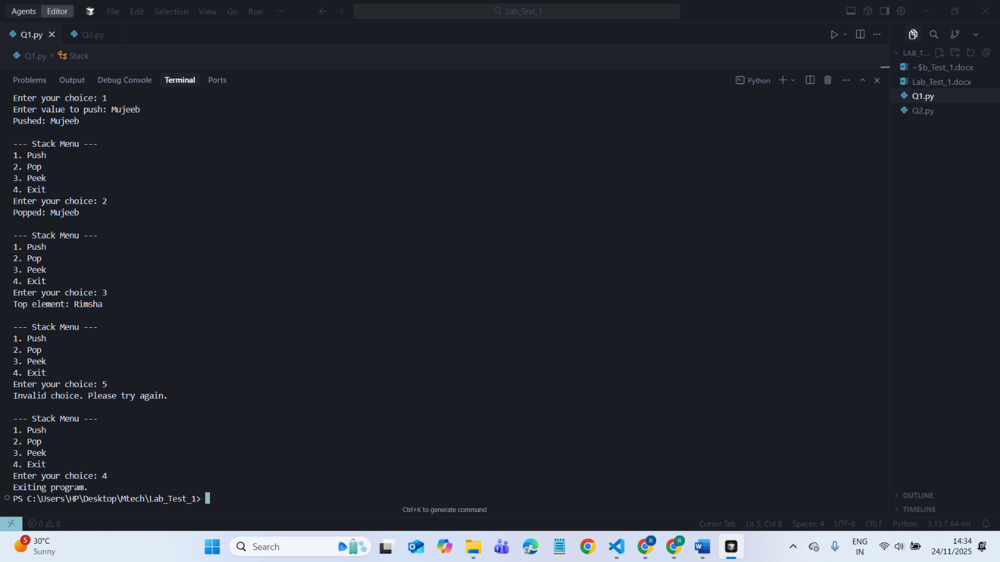 Agents Editor File Edit Selection View Go Run ··· Lab_Test_1
Q1.py Q2.py
Q1.py > Stack
Problems Output Debug Console Terminal Ports Python
Enter your choice: 1
Enter value to push: Mujeeb
Pushed: Mujeeb
--- Stack Menu ---
1. Push
2. Pop
3. Peek
4. Exit
Enter your choice: 2
Popped: Mujeeb
--- Stack Menu ---
1. Push
2. Pop
3. Peek
4. Exit
Enter your choice: 3
Top element: Rimsha
--- Stack Menu ---
1. Push
2. Pop
3. Peek
4. Exit
Enter your choice: 5
Invalid choice. Please try again.
--- Stack Menu ---
1. Push
2. Pop
3. Peek
4. Exit
Enter your choice: 4
Exiting program.
PS C:\Users\HP\Desktop\Mtech\Lab_Test_1>
Ctrl+K to generate command
LAB_T...
~$b_Test_1.docx
Lab_Test_1.docx
Q1.py
Q2.py
OUTLINE
TIMELINE
0 0 Cursor Tab Ln 5, Col 8 Spaces: 4 UTF-8 CRLF Python 3.13.7 64-bit
5 30°C
Sunny
Search
R R
ENG
IN
14:34
24/11/2025